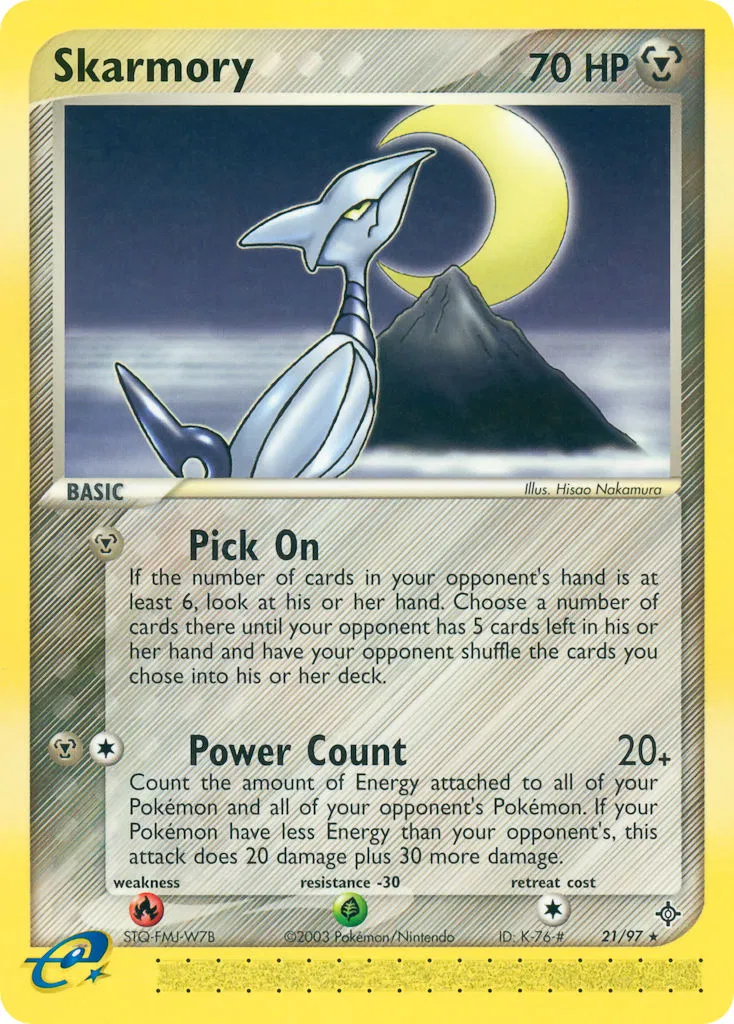 Skarmory 70 HP
BASIC Illus. Hisao Nakamura
Pick On
If the number of cards in your opponent's hand is at
least 6, look at his or her hand. Choose a number of
cards there until your opponent has 5 cards left in his or
her hand and have your opponent shuffle the cards you
chose into his or her deck.
Power Count 20+
Count the amount of Energy attached to all of your
Pokémon and all of your opponent's Pokémon. If your
Pokémon have less Energy than your opponent's, this
attack does 20 damage plus 30 more damage.
weakness resistance -30 retreat cost
STQ-FMJ-W7B ©2003 Pokémon/Nintendo ID: K-76-# 21/97 ★
e